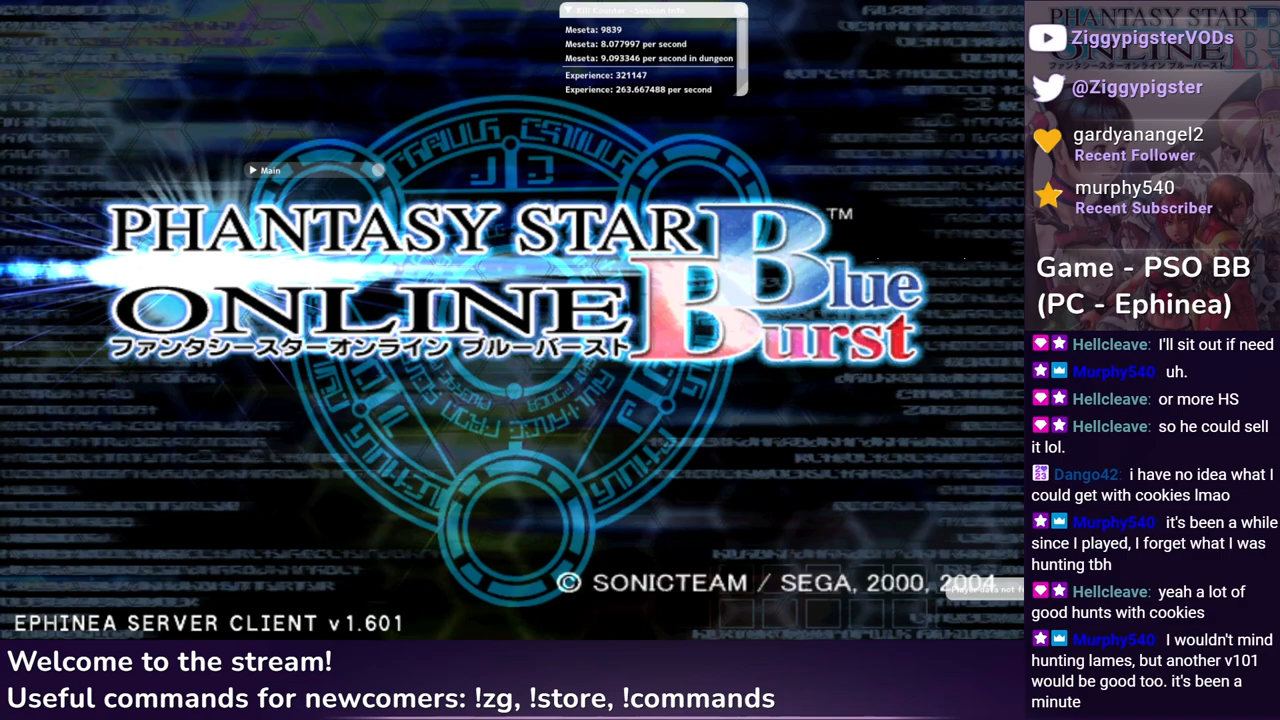 Kill Counter - Session Info
Meseta: 9839
Meseta: 8.077997 per second
Meseta: 9.093346 per second in dungeon
Experience: 321147
Experience: 263.667488 per second
Main
PHANTASY STAR
ONLINE
Blue
Burst
TM
ファンタシースターオンライン ブルーバースト
© SONICTEAM / SEGA, 2000, 2004
EPHINEA SERVER CLIENT v1.601
Welcome to the stream!
Useful commands for newcomers: !zg, !store, !commands
PHANTASY STAR
ZiggypigsterVODs
@Ziggypigster
gardyanangel2
Recent Follower
murphy540
Recent Subscriber
Game - PSO BB
(PC - Ephinea)
Hellcleave: I'll sit out if need
Murphy540 uh.
Hellcleave: or more HS
Hellcleave: so he could sell
it lol.
Dango42: i have no idea what I
could get with cookies lmao
Murphy540 it's been a while
since I played, I forget what I was
hunting tbh
Hellcleave: yeah a lot of
good hunts with cookies
Murphy540 I wouldn't mind
hunting lames, but another v101
would be good too. it's been a
minute